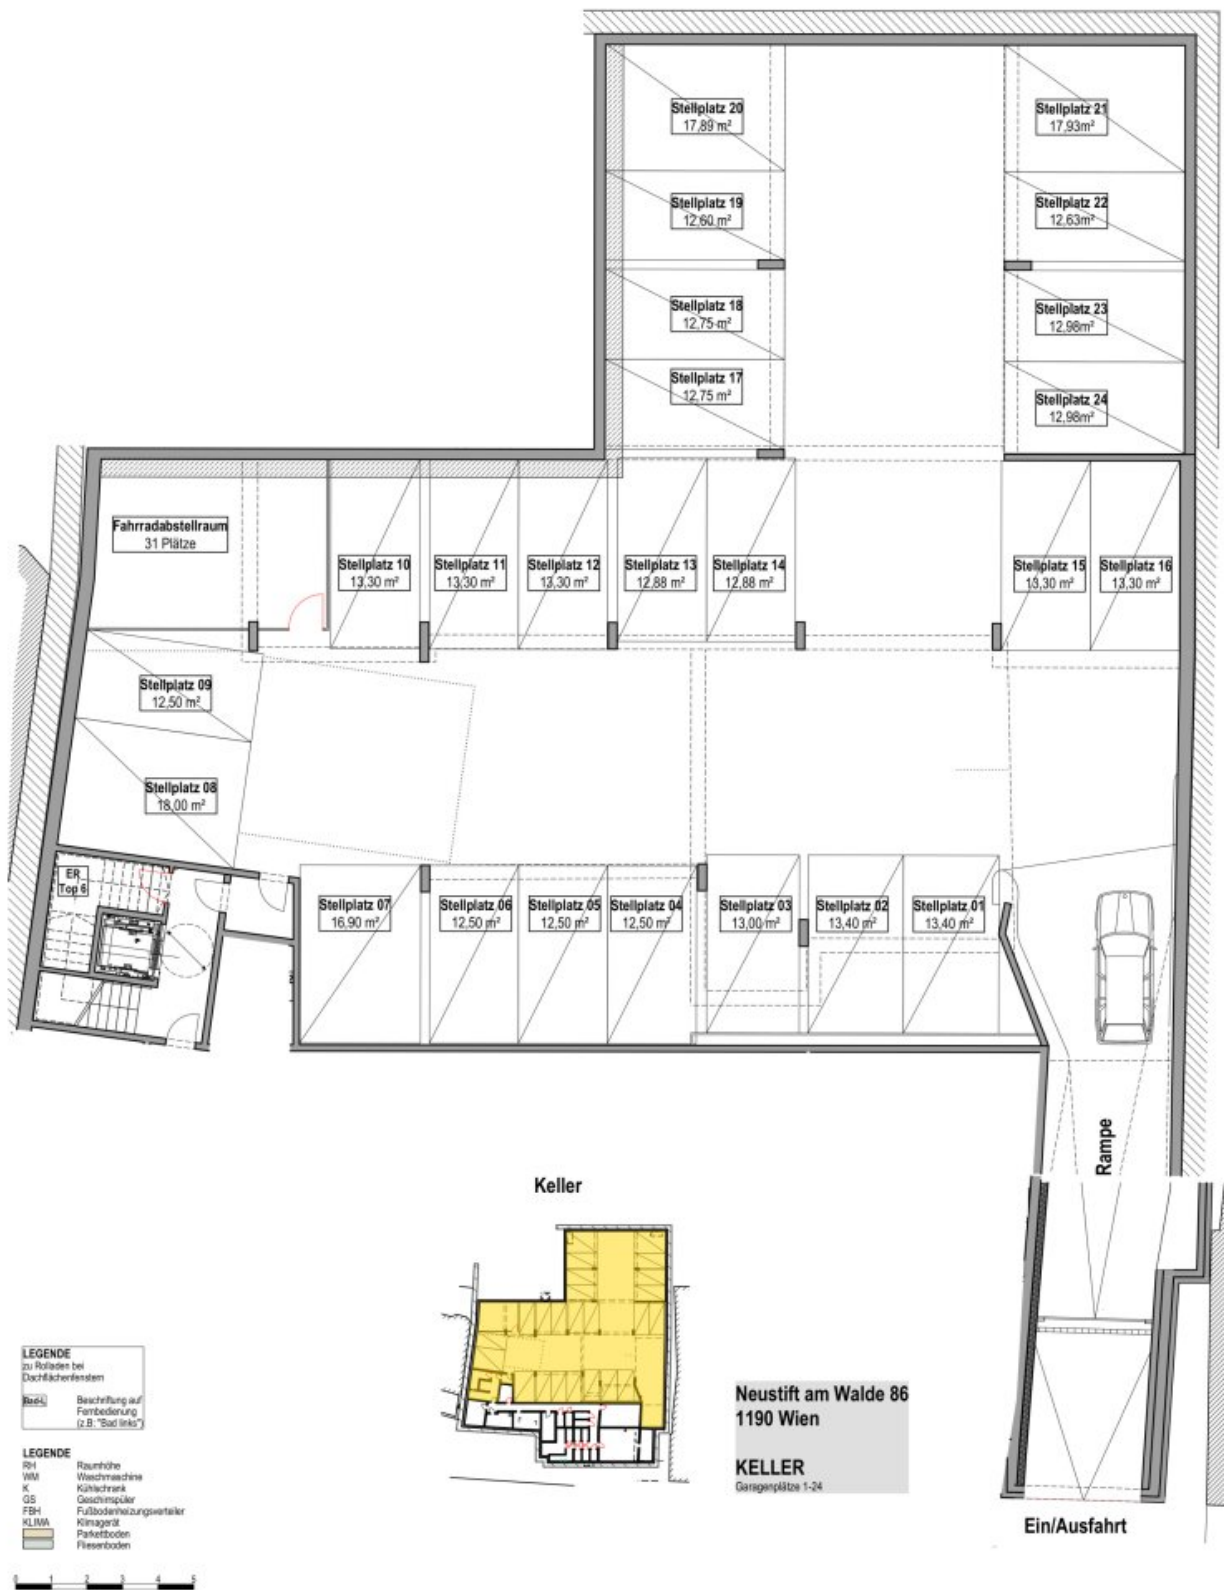 Stellplatz 20
17,89 m²
Stellplatz 21
17,93m²
Stellplatz 19
12,60 m²
Stellplatz 22
12,63m²
Stellplatz 18
12,75 m²
Stellplatz 23
12,98m²
Stellplatz 17
12,75 m²
Stellplatz 24
12,98m²
Fahrradabstellraum
31 Plätze
Stellplatz 10
13,30 m²
Stellplatz 11
13,30 m²
Stellplatz 12
13,30 m²
Stellplatz 13
12,88 m²
Stellplatz 14
12,88 m²
Stellplatz 15
13,30 m²
Stellplatz 16
13,30 m²
Stellplatz 09
12,50 m²
Stellplatz 08
18,00 m²
ER
Top 6
Stellplatz 07
16,90 m²
Stellplatz 06
12,50 m²
Stellplatz 05
12,50 m²
Stellplatz 04
12,50 m²
Stellplatz 03
13,00 m²
Stellplatz 02
13,40 m²
Stellplatz 01
13,40 m²
Rampe
Keller
LEGENDE
zu Rolladen bei
Dachflächenfenstern
Bad-L Beschriftung auf
Fernbedienung
(z.B: "Bad links")
LEGENDE
RH Raumhöhe
WM Waschmaschine
K Kühlschrank
GS Geschirrspüler
FBH Fußbodenheizungsverteiler
KLIMA Klimagerät
Parkettboden
Fliesenboden
0 1 2 3 4 5
Neustift am Walde 86
1190 Wien
KELLER
Garagenplätze 1-24
Ein/Ausfahrt